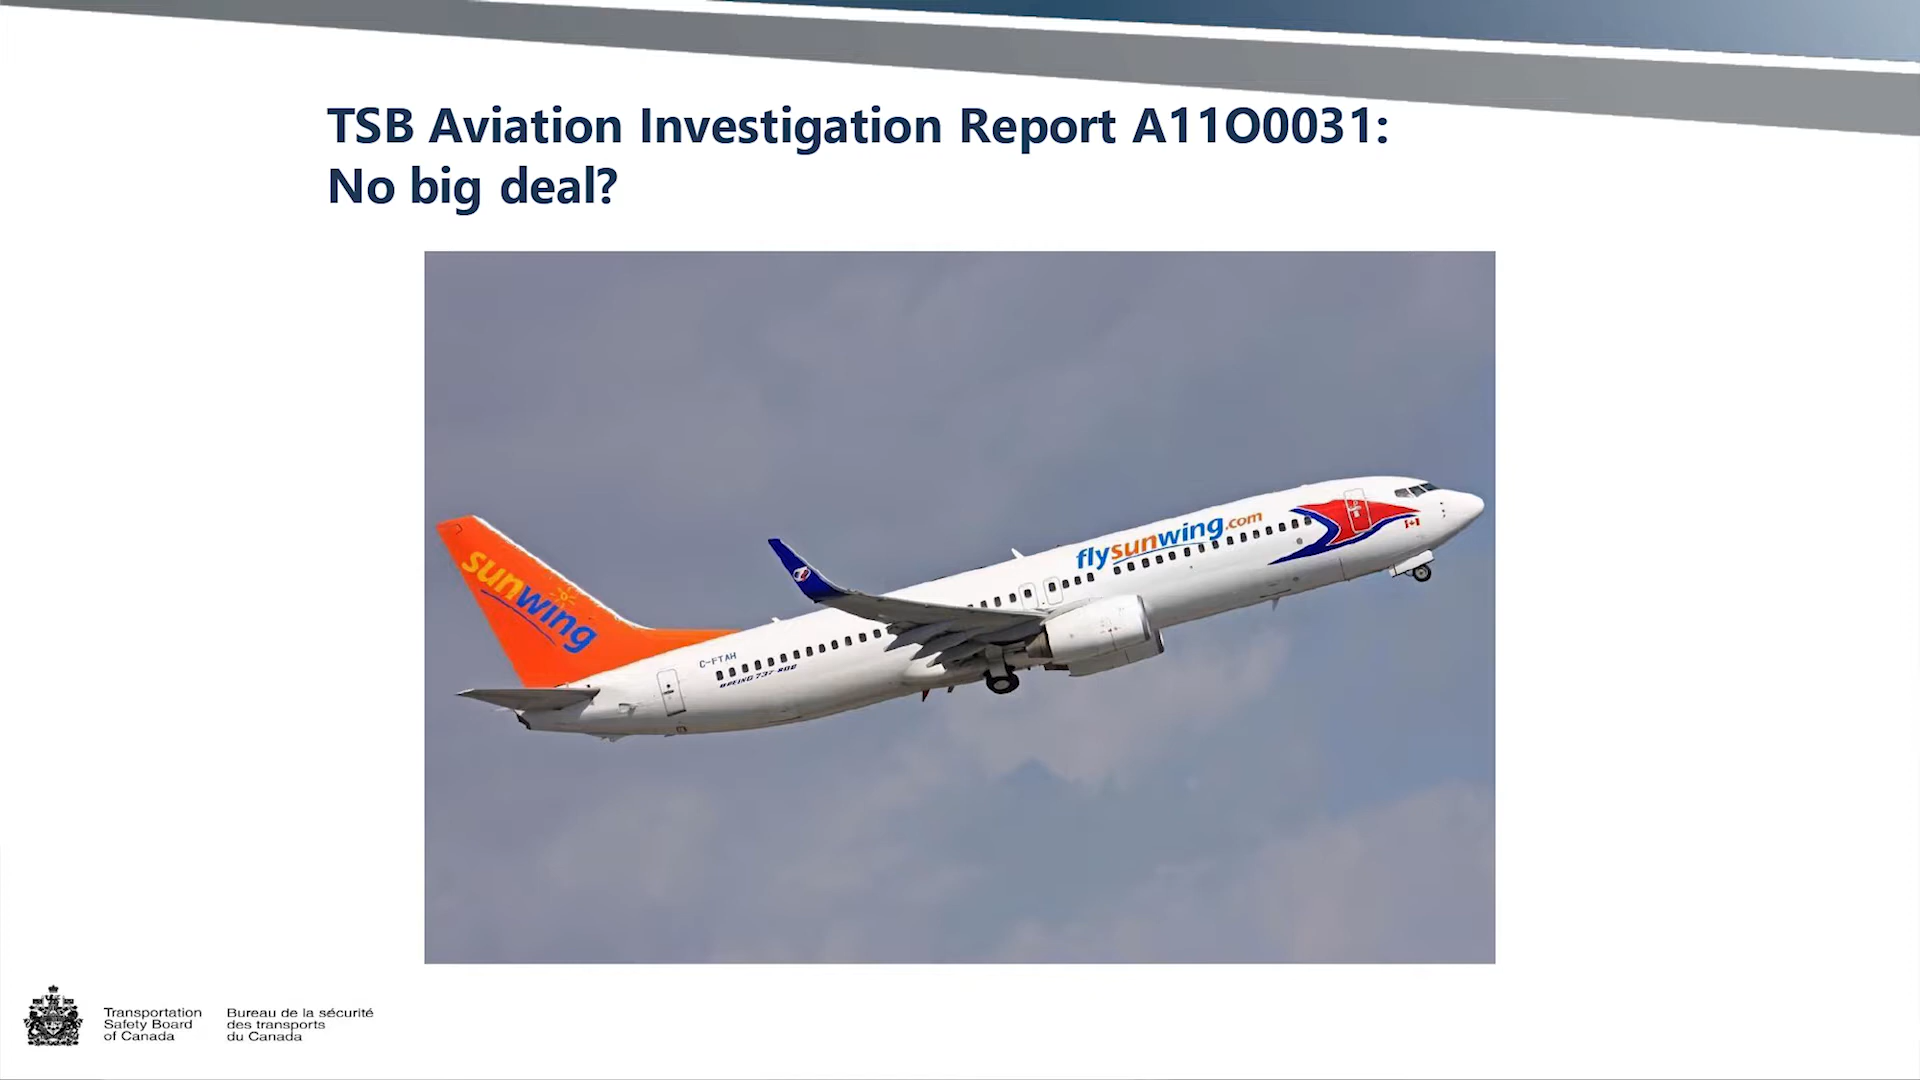 TSB Aviation Investigation Report A11O0031:
No big deal?
flysunwing.com
sunwing
C-FTAH
BOEING 737-800
Transportation
Safety Board
of Canada
Bureau de la sécurité
des transports
du Canada